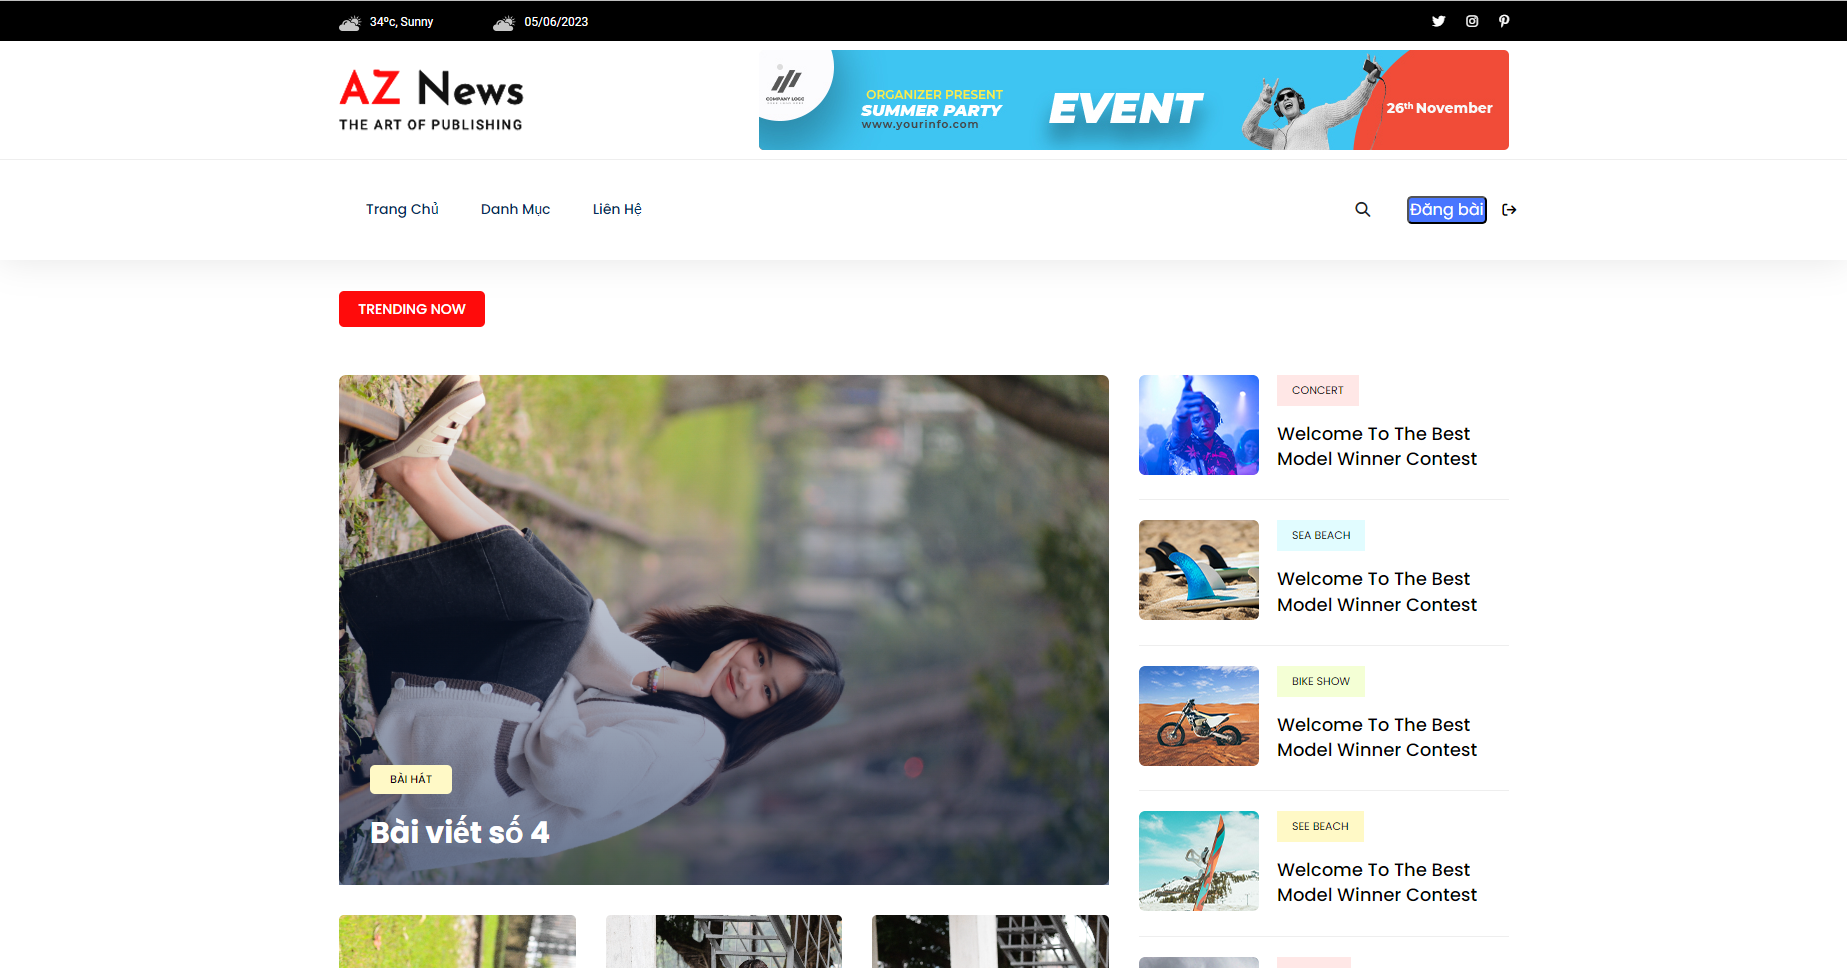 34ºc, Sunny
05/06/2023
AZ News
THE ART OF PUBLISHING
COMPANY LOGO
ORGANIZER PRESENT
SUMMER PARTY
www.yourinfo.com
EVENT
26th November
Trang Chủ
Danh Mục
Liên Hệ
Đăng bài
TRENDING NOW
BÀI HÁT
Bài viết số 4
CONCERT
Welcome To The Best
Model Winner Contest
SEA BEACH
Welcome To The Best
Model Winner Contest
BIKE SHOW
Welcome To The Best
Model Winner Contest
SEE BEACH
Welcome To The Best
Model Winner Contest